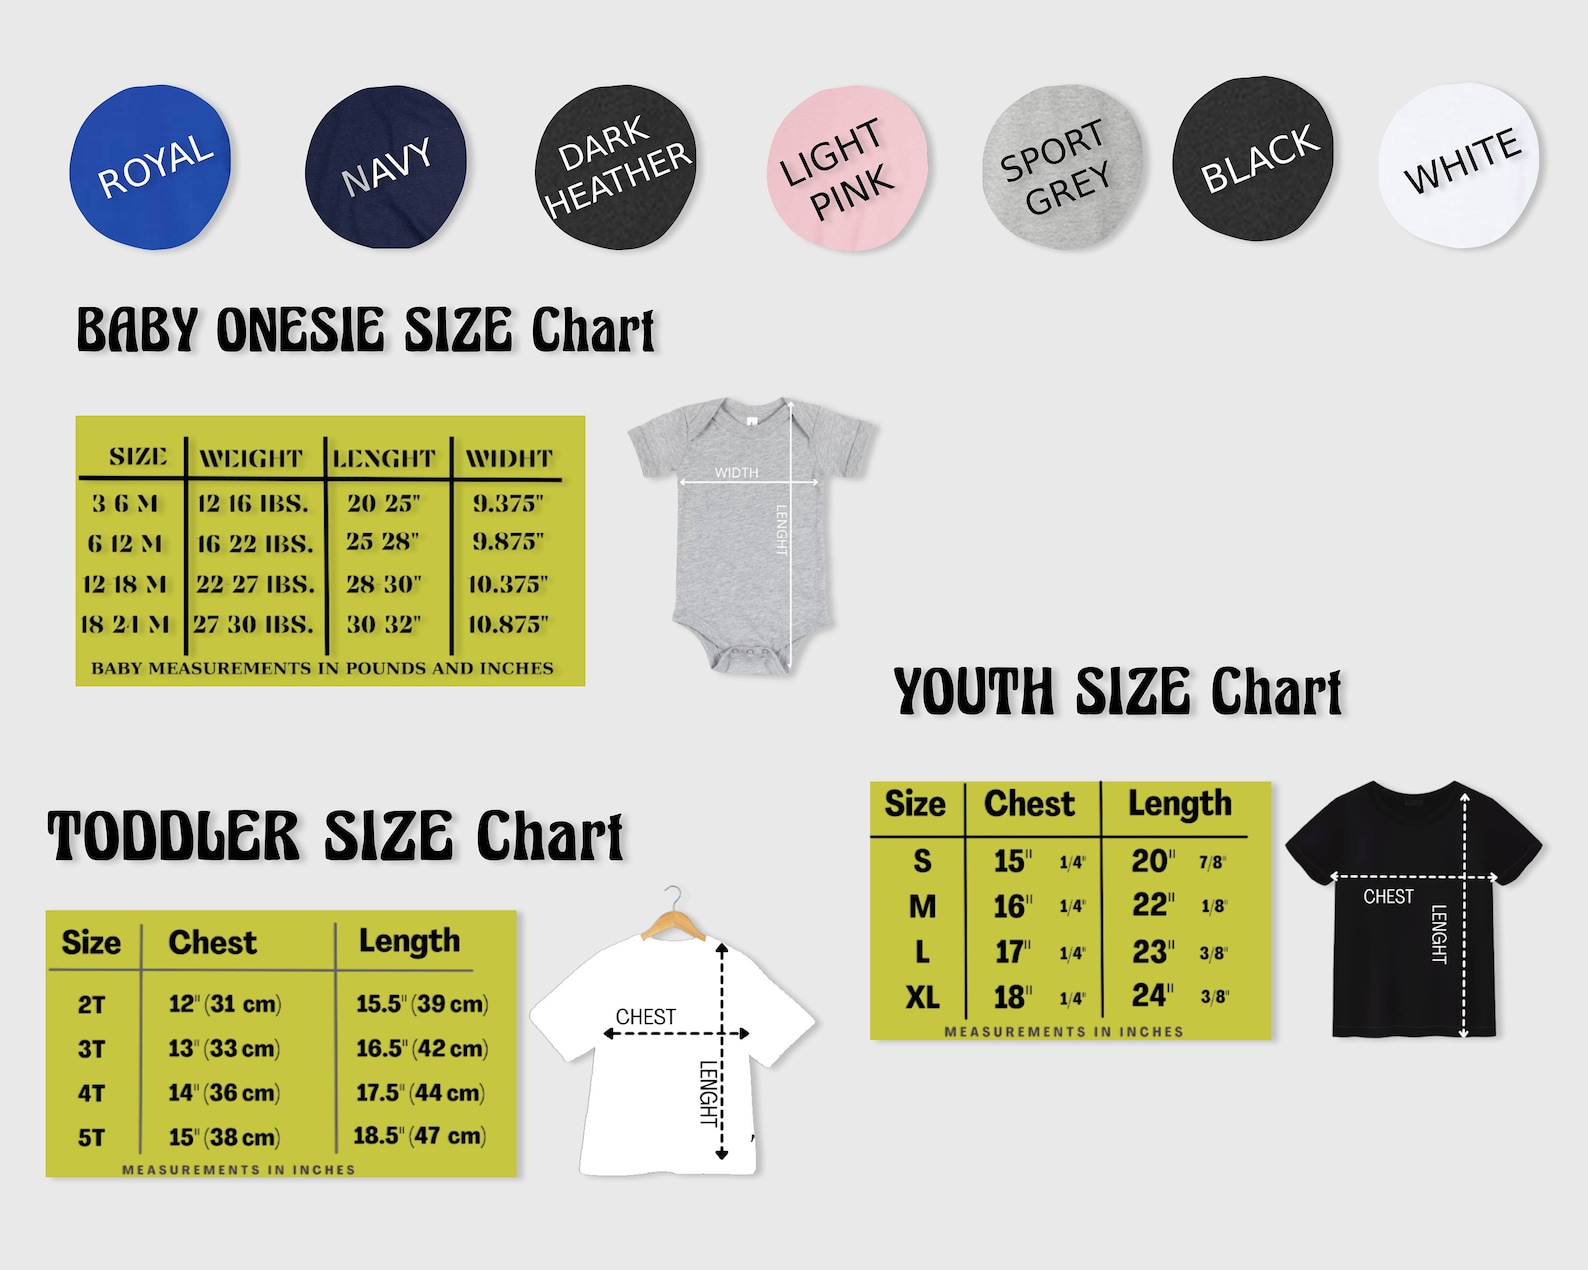 ROYAL
NAVY
DARK
HEATHER
LIGHT
PINK
SPORT
GREY
BLACK
WHITE
BABY ONESIE SIZE Chart
SIZE WEIGHT LENGHT WIDHT
3 6 M 12 16 IBS. 20 25" 9.375"
6 12 M 16 22 IBS. 25 28" 9.875"
12-18 M 22-27 IBS. 28-30" 10.375"
18 24 M 27 30 IBS. 30 32" 10.875"
BABY MEASUREMENTS IN POUNDS AND INCHES
WIDTH
LENGHT
YOUTH SIZE Chart
Size Chest Length
S 15" 1/4" 20" 7/8"
M 16" 1/4" 22" 1/8"
L 17" 1/4" 23" 3/8"
XL 18" 1/4" 24" 3/8"
MEASUREMENTS IN INCHES
CHEST
LENGHT
TODDLER SIZE Chart
Size Chest Length
2T 12" (31 cm) 15.5" (39 cm)
3T 13" (33 cm) 16.5" (42 cm)
4T 14" (36 cm) 17.5" (44 cm)
5T 15" (38 cm) 18.5" (47 cm)
MEASUREMENTS IN INCHES
CHEST
LENGHT